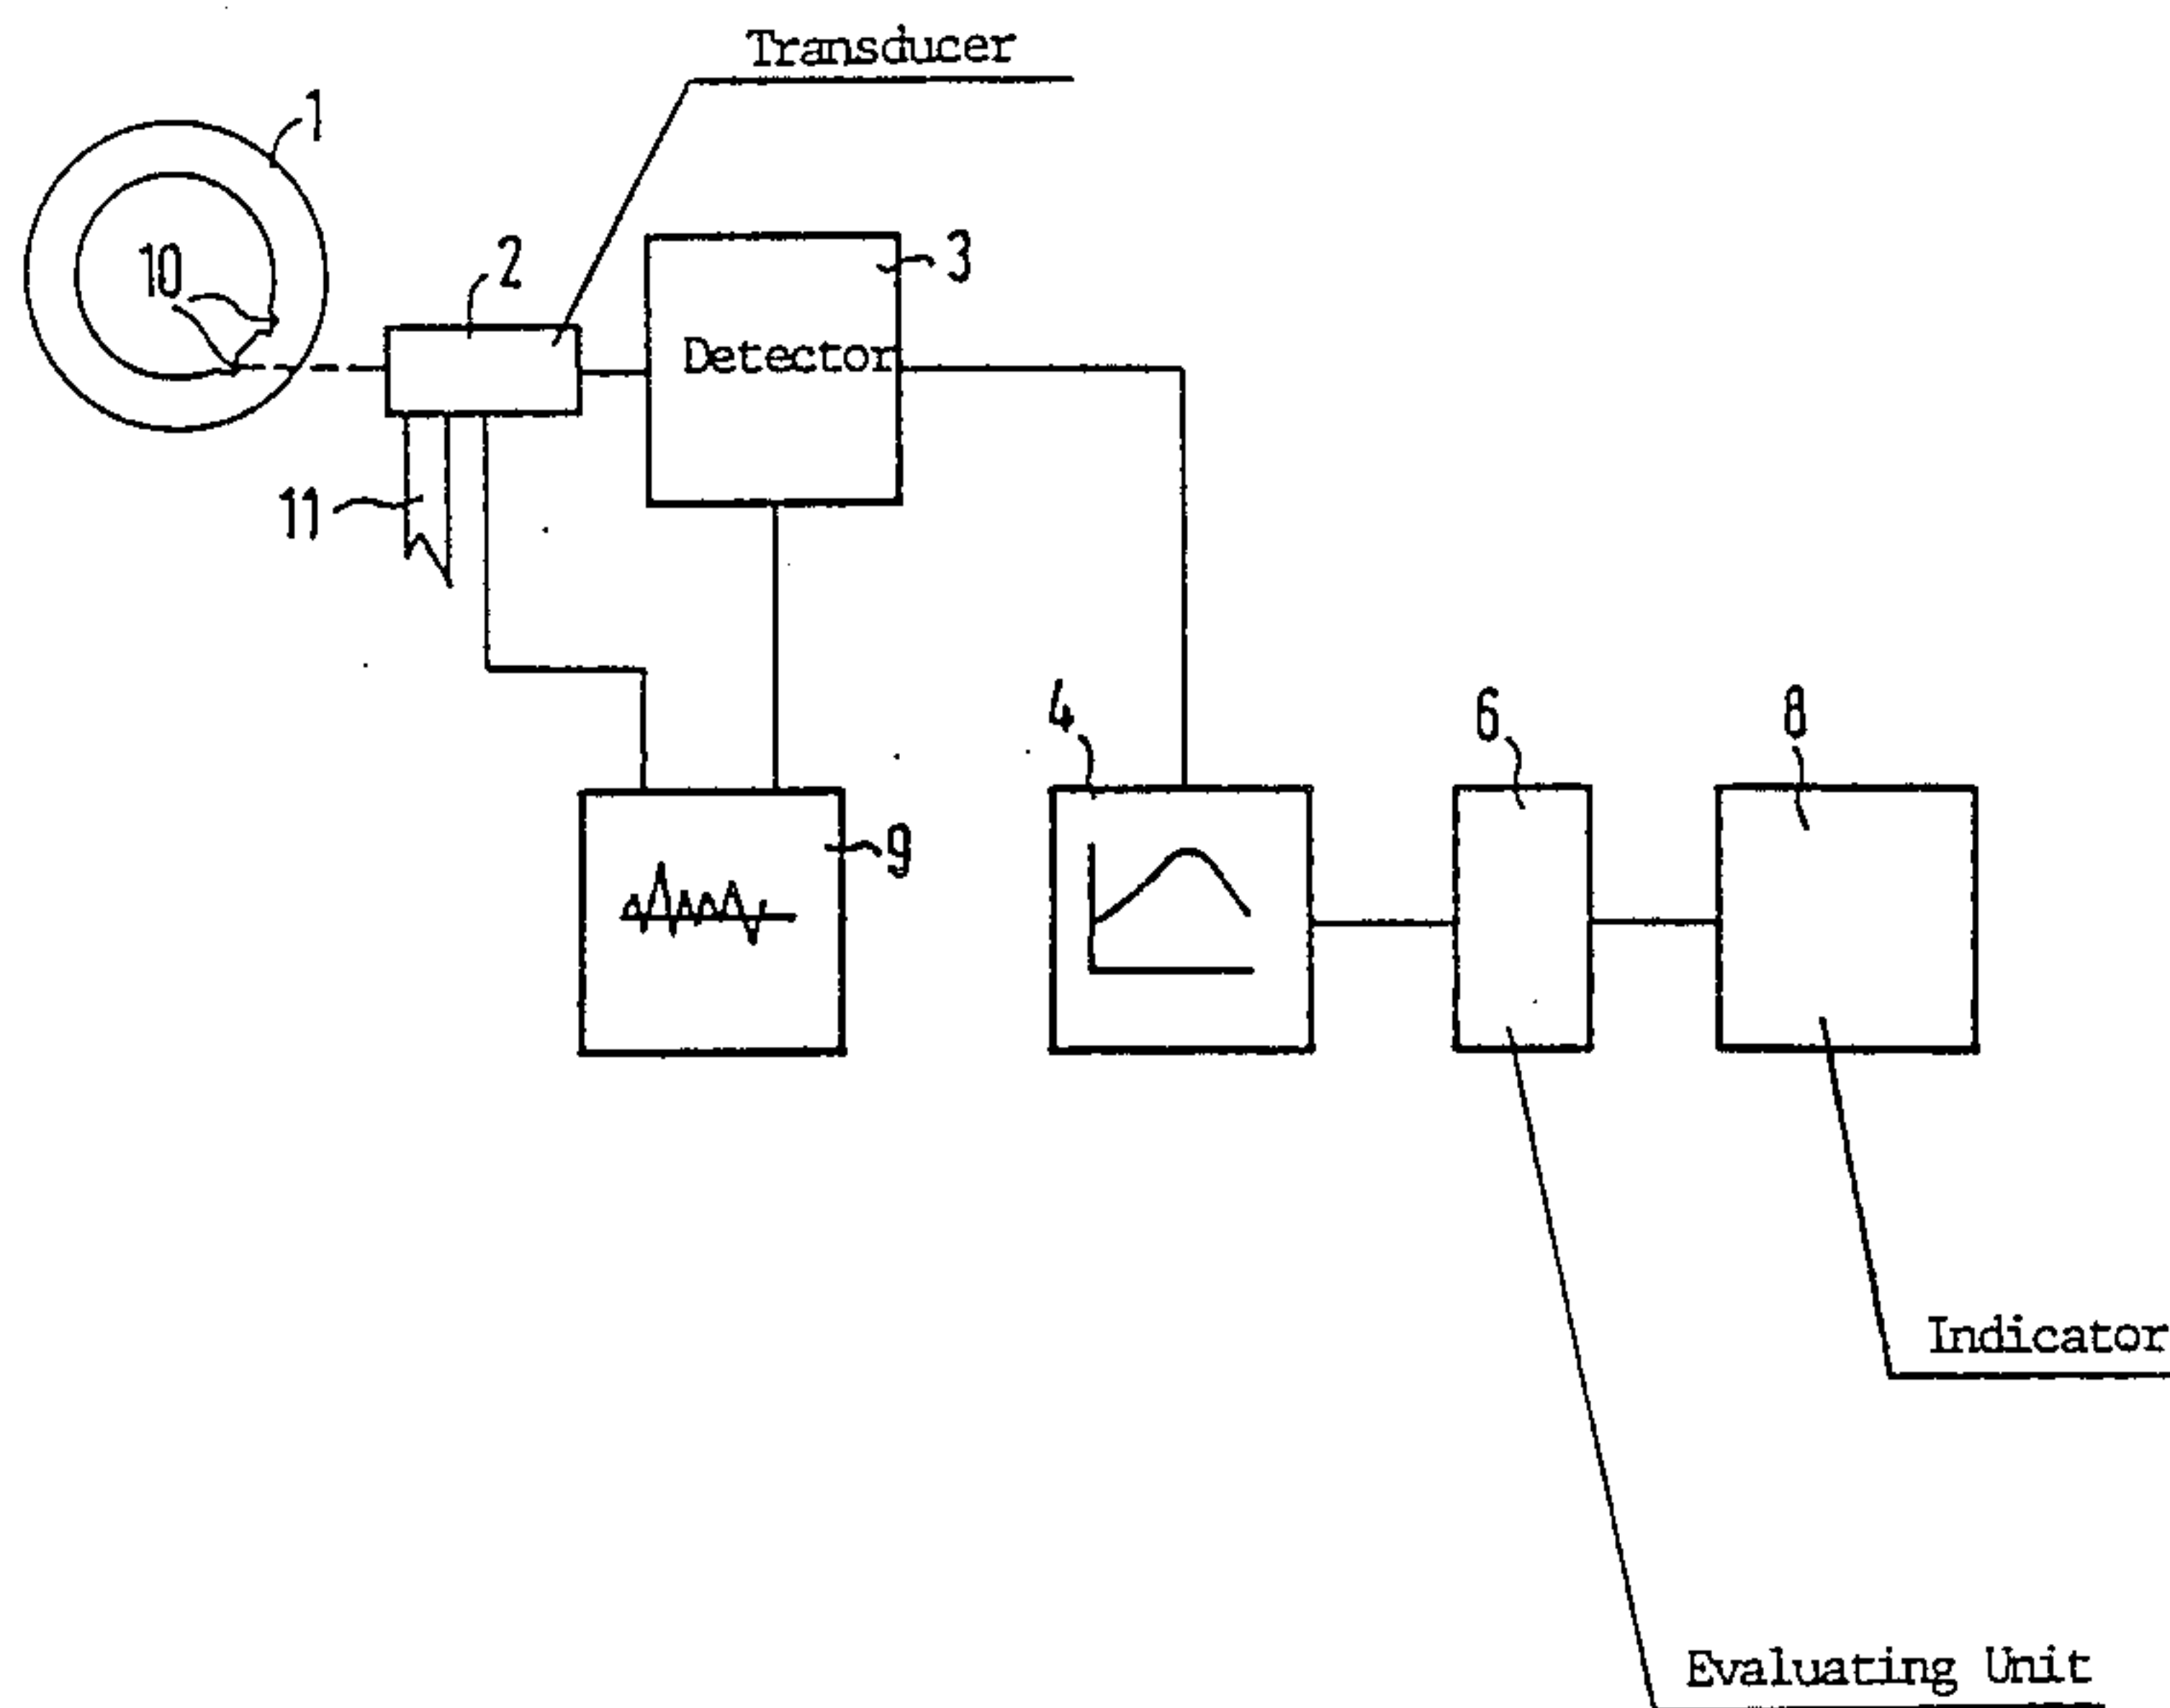 Transducer
1
10
2
3
Detector
11
4
6
8
9
Indicator
Evaluating Unit